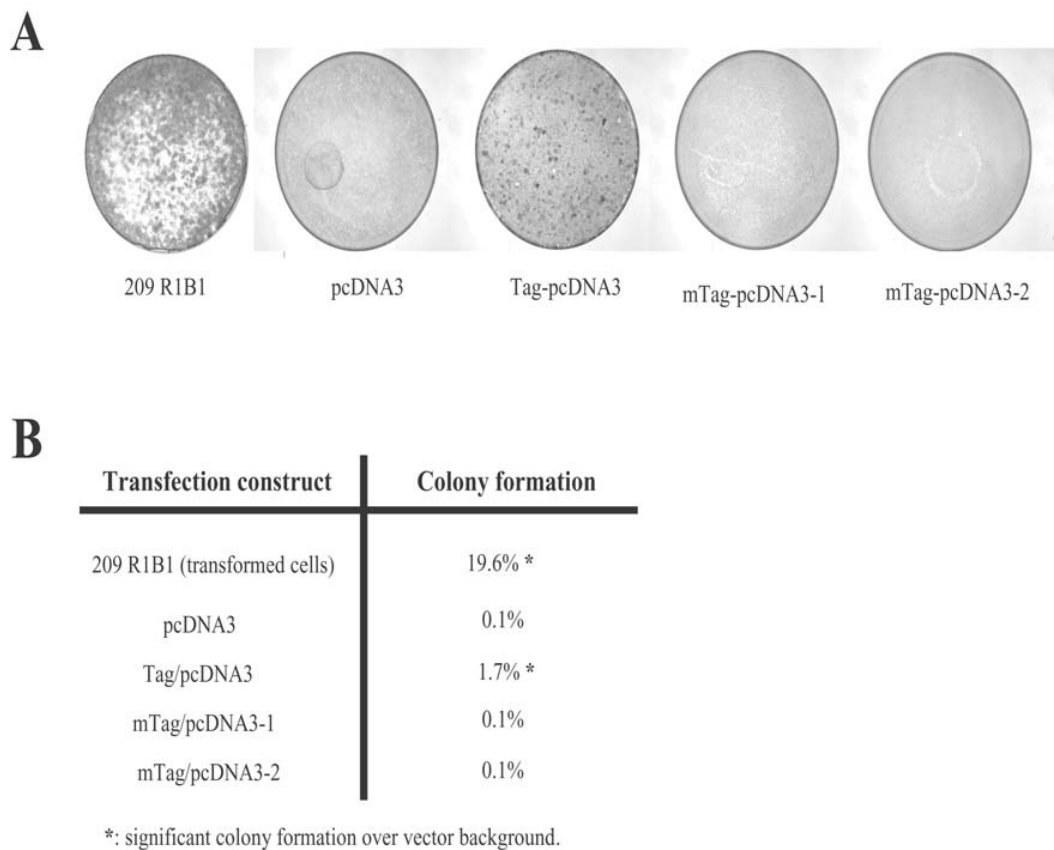 A
209 R1B1 pcDNA3 Tag-pcDNA3 mTag-pcDNA3-1 mTag-pcDNA3-2
B
Transfection construct Colony formation
209 R1B1 (transformed cells) 19.6% *
pcDNA3 0.1%
Tag/pcDNA3 1.7% *
mTag/pcDNA3-1 0.1%
mTag/pcDNA3-2 0.1%
*: significant colony formation over vector background.